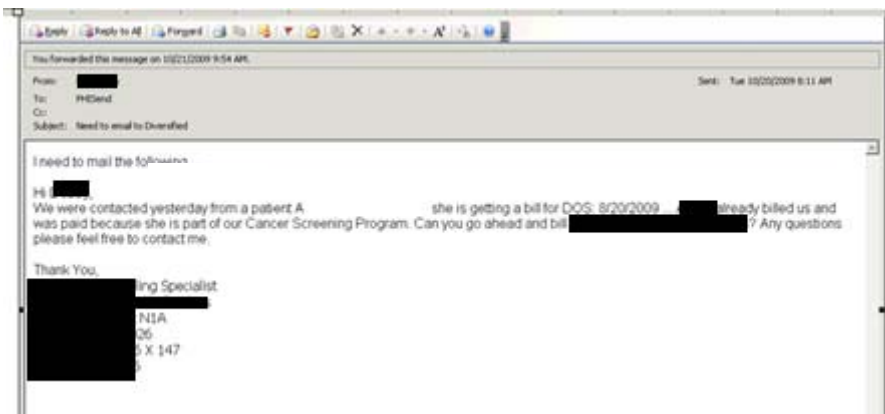 Reply Reply to All Forward
You forwarded this message on 10/21/2009 9:54 AM.
From: Sent: Tue 10/20/2009 8:11 AM
To: PHISend
Cc:
Subject: Need to email to Diversified
I need to mail the following
Hi
We were contacted yesterday from a patient A she is getting a bill for DOS: 8/20/2009 already billed us and
was paid because she is part of our Cancer Screening Program. Can you go ahead and bill ? Any questions
please feel free to contact me.
Thank You,
ling Specialist
N1A
X 147